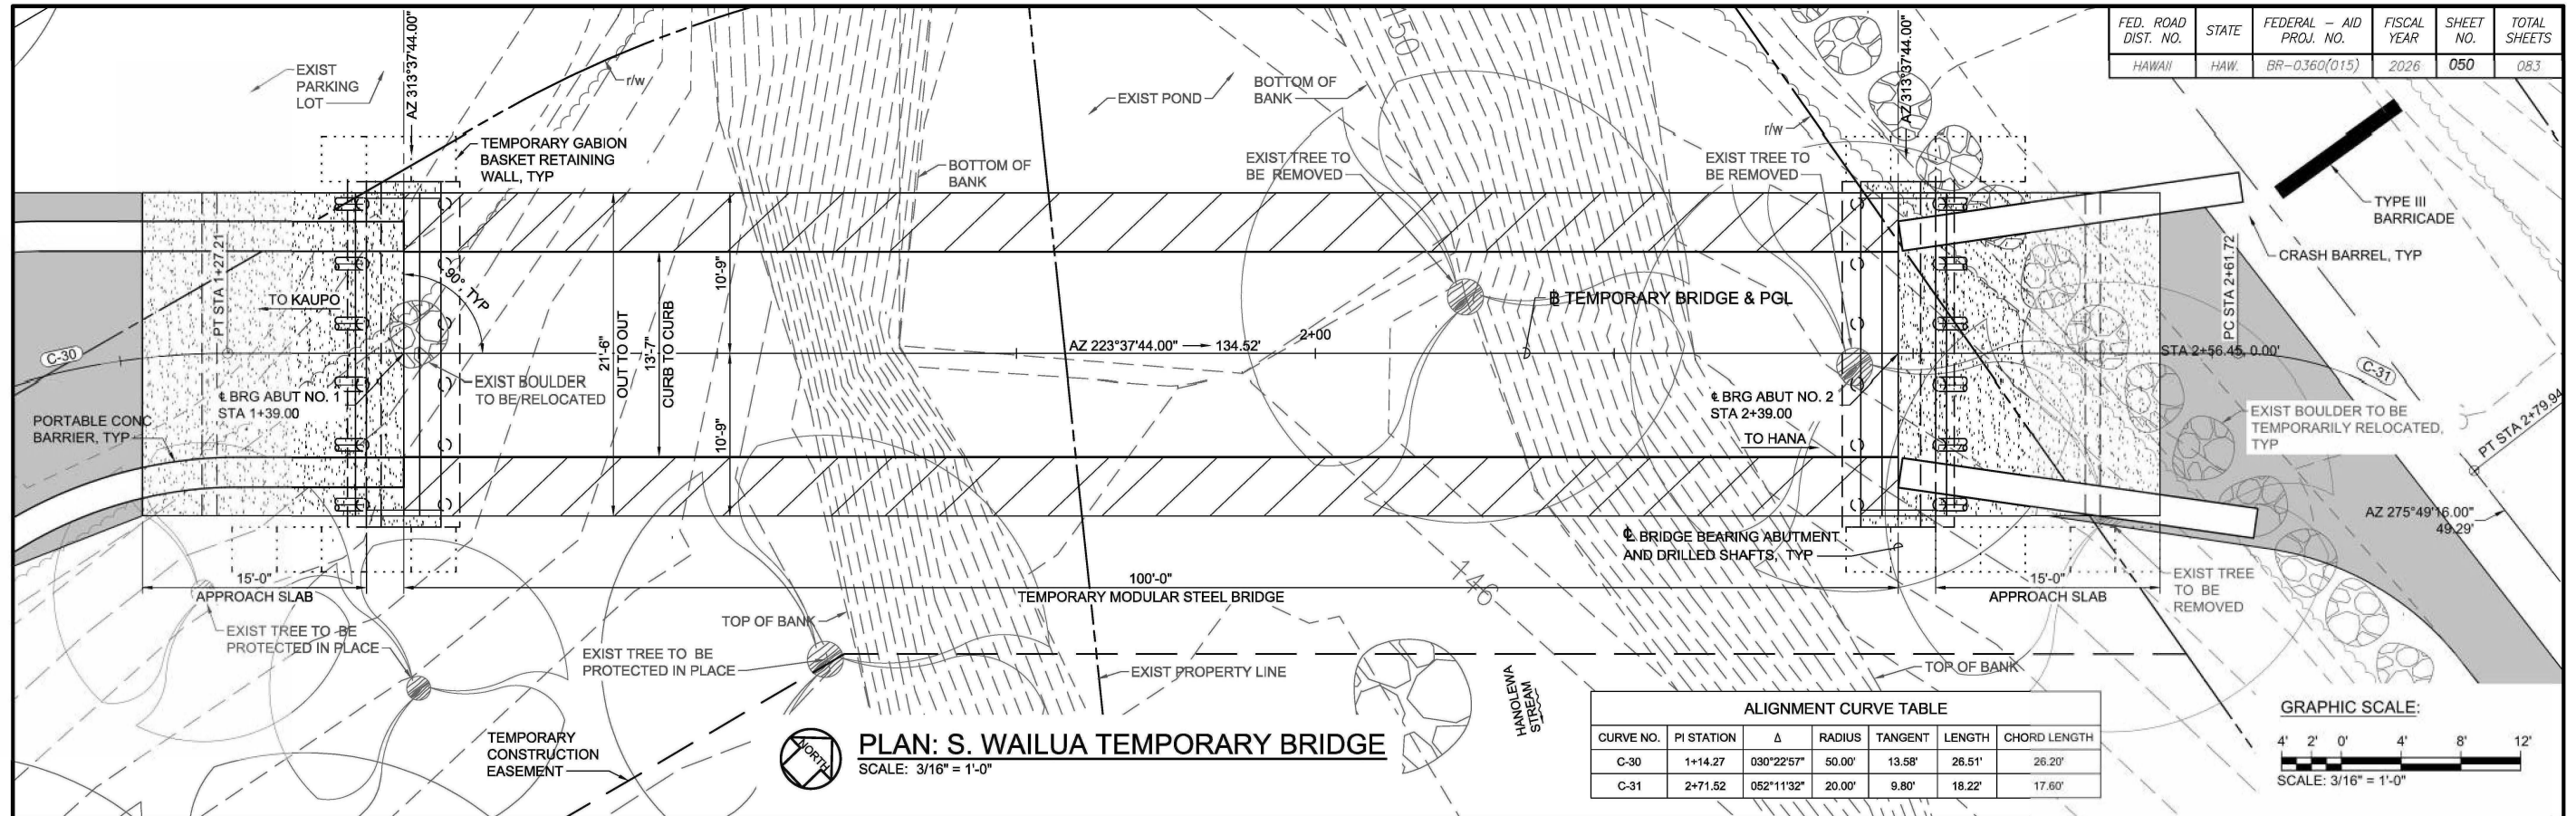 FED. ROAD DIST. NO.
STATE
FEDERAL – AID PROJ. NO.
FISCAL YEAR
SHEET NO.
TOTAL SHEETS
HAWAII
HAW.
BR-0360(015)
2026
050
083
EXIST
PARKING
LOT
AZ 313°37'44.00"
r/w
TEMPORARY GABION
BASKET RETAINING
WALL, TYP
EXIST POND
BOTTOM OF
BANK
BOTTOM OF
BANK
EXIST TREE TO
BE REMOVED
r/w
EXIST TREE TO
BE REMOVED
AZ 313°37'44.00"
TYPE III
BARRICADE
CRASH BARREL, TYP
PT STA 1+27.21
TO KAUPO
90°, TYP
C-30
21'-6"
OUT TO OUT
13'-7"
CURB TO CURB
10'-9"
10'-9"
AZ 223°37'44.00"
134.52'
2+00
℄ TEMPORARY BRIDGE & PGL
PC STA 2+61.72
STA 2+56.45, 0.00'
C-31
EXIST BOULDER
TO BE RELOCATED
℄ BRG ABUT NO. 1
STA 1+39.00
PORTABLE CONC
BARRIER, TYP
℄ BRG ABUT NO. 2
STA 2+39.00
TO HANA
EXIST BOULDER TO BE
TEMPORARILY RELOCATED,
TYP
PT STA 2+79.94
AZ 275°49'16.00"
49.29'
℄ BRIDGE BEARING ABUTMENT
AND DRILLED SHAFTS, TYP
15'-0"
APPROACH SLAB
100'-0"
TEMPORARY MODULAR STEEL BRIDGE
146
15'-0"
APPROACH SLAB
EXIST TREE
TO BE
REMOVED
EXIST TREE TO BE
PROTECTED IN PLACE
TOP OF BANK
EXIST TREE TO BE
PROTECTED IN PLACE
EXIST PROPERTY LINE
HANOLEWA
STREAM
TOP OF BANK
TEMPORARY
CONSTRUCTION
EASEMENT
NORTH
PLAN: S. WAILUA TEMPORARY BRIDGE
SCALE: 3/16" = 1'-0"
ALIGNMENT CURVE TABLE
CURVE NO. PI STATION Δ RADIUS TANGENT LENGTH CHORD LENGTH
C-30 1+14.27 030°22'57" 50.00' 13.58' 26.51' 26.20'
C-31 2+71.52 052°11'32" 20.00' 9.80' 18.22' 17.60'
GRAPHIC SCALE:
4' 2' 0' 4' 8' 12'
SCALE: 3/16" = 1'-0"